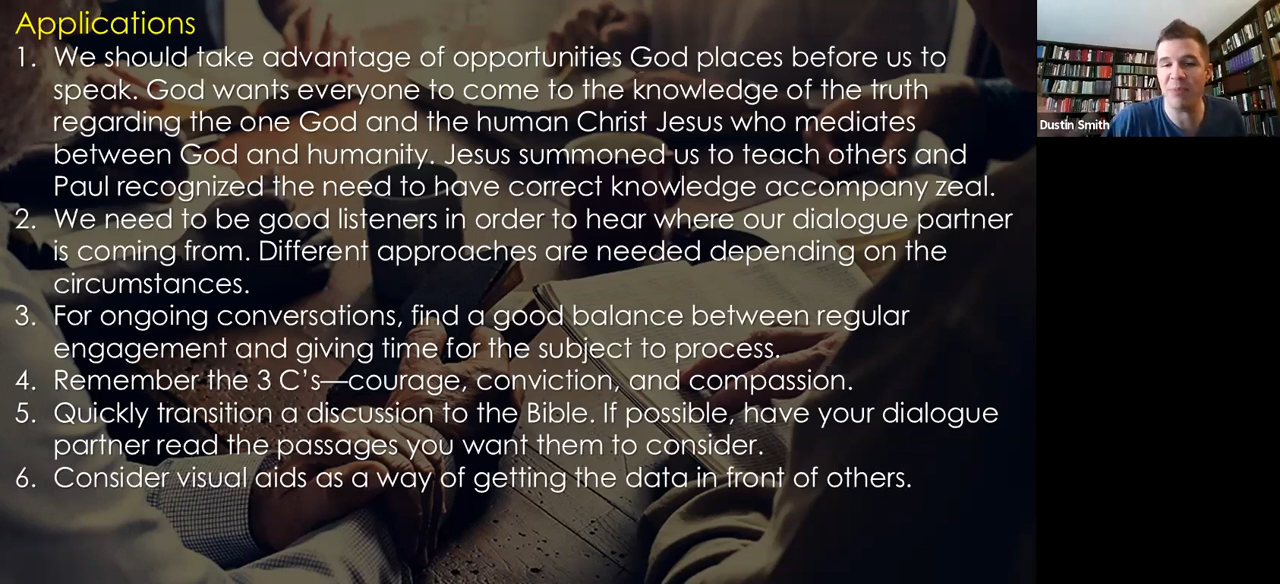 Applications
1. We should take advantage of opportunities God places before us to
speak. God wants everyone to come to the knowledge of the truth
regarding the one God and the human Christ Jesus who mediates
between God and humanity. Jesus summoned us to teach others and
Paul recognized the need to have correct knowledge accompany zeal.
2. We need to be good listeners in order to hear where our dialogue partner
is coming from. Different approaches are needed depending on the
circumstances.
3. For ongoing conversations, find a good balance between regular
engagement and giving time for the subject to process.
4. Remember the 3 C's—courage, conviction, and compassion.
5. Quickly transition a discussion to the Bible. If possible, have your dialogue
partner read the passages you want them to consider.
6. Consider visual aids as a way of getting the data in front of others.
Dustin Smith